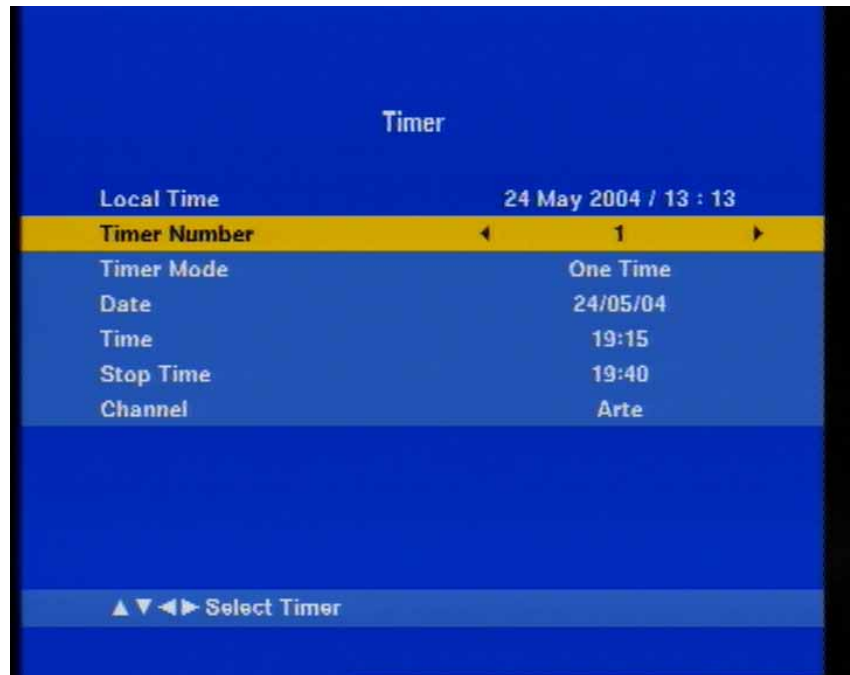 Timer
Local Time 24 May 2004 / 13 : 13
Timer Number ◀ 1 ▶
Timer Mode One Time
Date 24/05/04
Time 19:15
Stop Time 19:40
Channel Arte
▲▼◀▶ Select Timer